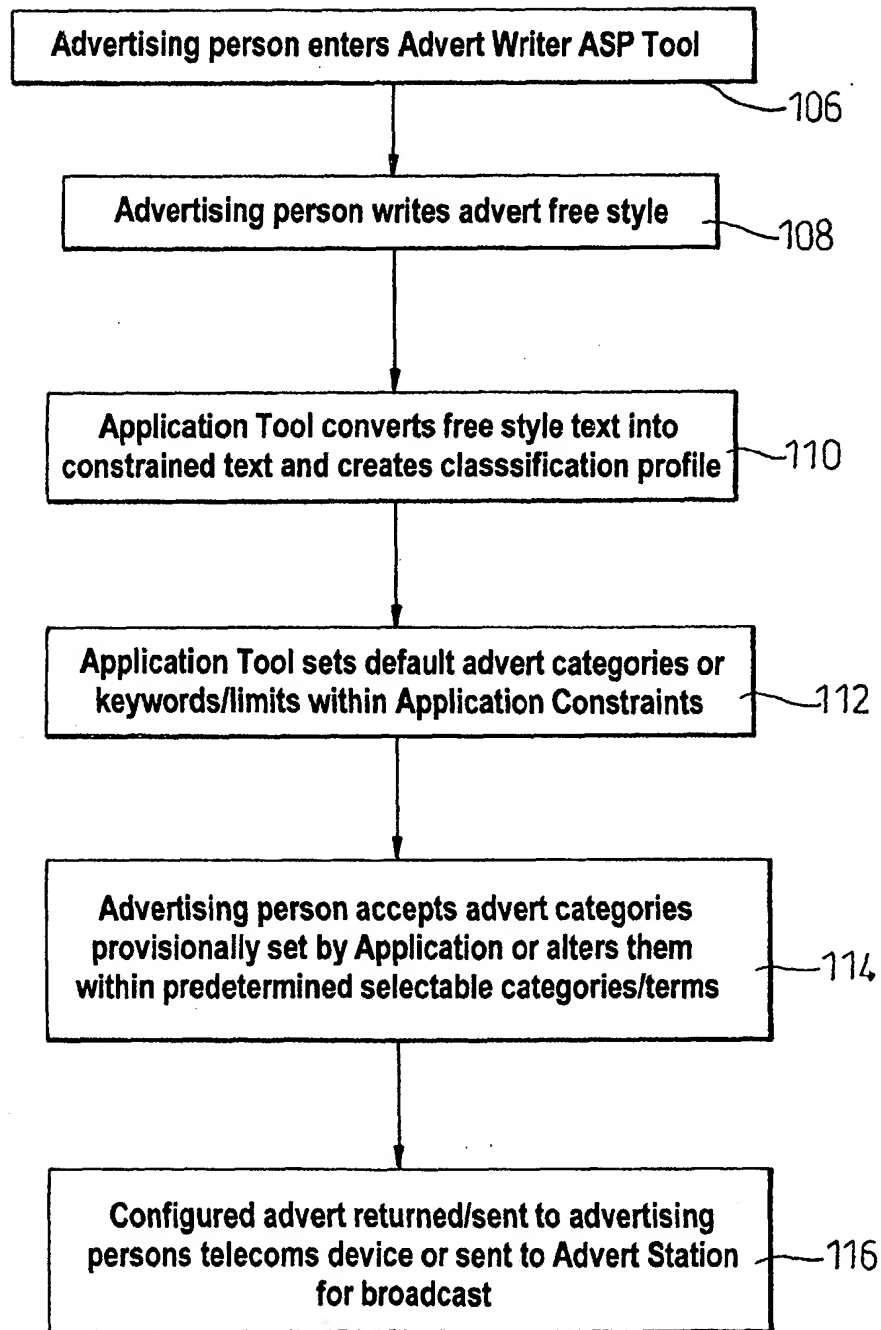 Advertising person enters Advert Writer ASP Tool
106
Advertising person writes advert free style
108
Application Tool converts free style text into
constrained text and creates classsification profile
110
Application Tool sets default advert categories or
keywords/limits within Application Constraints
112
Advertising person accepts advert categories
provisionally set by Application or alters them
within predetermined selectable categories/terms
114
Configured advert returned/sent to advertising
persons telecoms device or sent to Advert Station
for broadcast
116